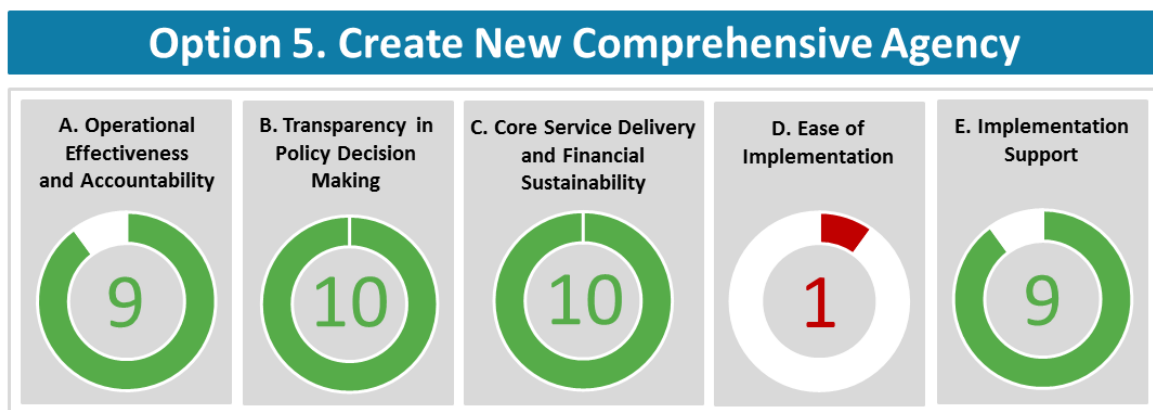 Option 5. Create New Comprehensive Agency
A. Operational
Effectiveness
and Accountability
9
B. Transparency in
Policy Decision
Making
10
C. Core Service Delivery
and Financial
Sustainability
10
D. Ease of
Implementation
1
E. Implementation
Support
9